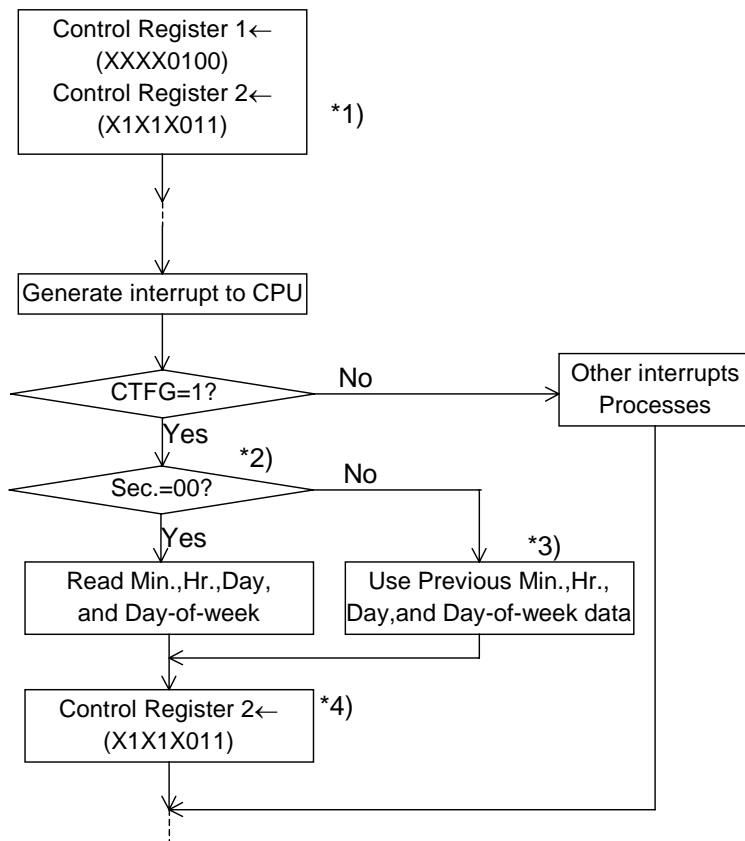 Control Register 1←
(XXXX0100)
Control Register 2←
(X1X1X011)
*1)
Generate interrupt to CPU
CTFG=1?
No
Other interrupts
Processes
Yes
*2)
Sec.=00?
No
Yes
*3)
Read Min.,Hr.,Day,
and Day-of-week
Use Previous Min.,Hr.,
Day,and Day-of-week data
Control Register 2←
(X1X1X011)
*4)